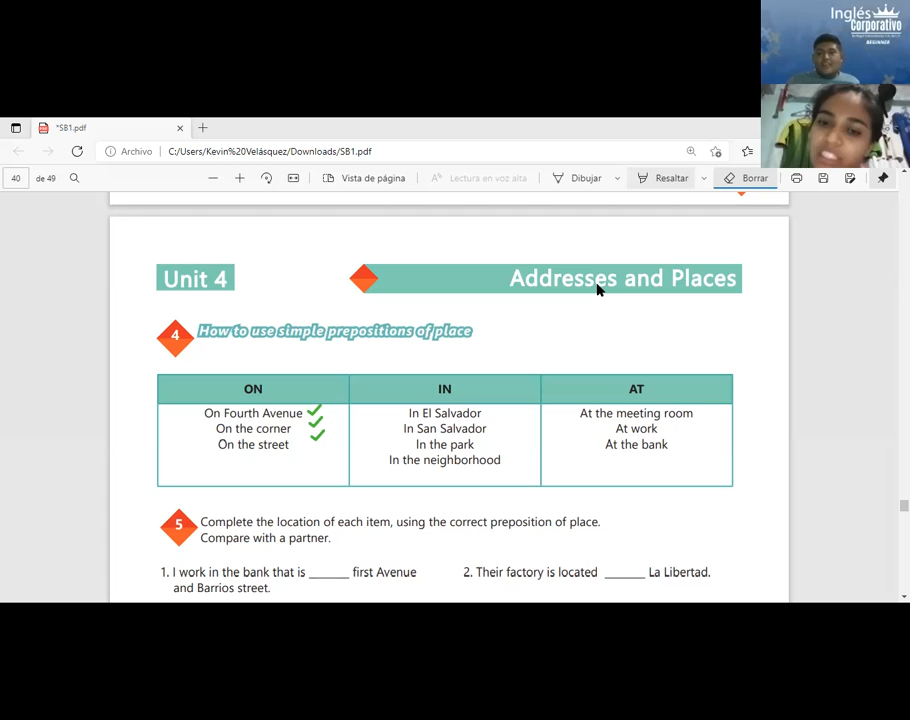 Inglés
Corporativo
BEGINNER
*SB1.pdf
Archivo
C:/Users/Kevin%20Velásquez/Downloads/SB1.pdf
40
de 49
Vista de página
Lectura en voz alta
Dibujar
Resaltar
Borrar
Unit 4
Addresses and Places
4
How to use simple prepositions of place
ON
IN
AT
On Fourth Avenue
In El Salvador
At the meeting room
On the corner
In San Salvador
At work
On the street
In the park
At the bank
In the neighborhood
5
Complete the location of each item, using the correct preposition of place.
Compare with a partner.
1. I work in the bank that is ______ first Avenue
2. Their factory is located ______ La Libertad.
and Barrios street.